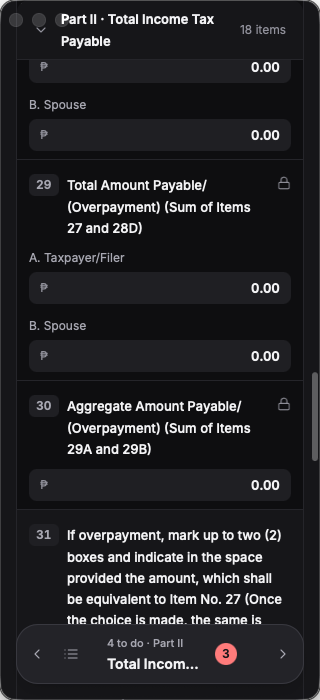 Part II · Total Income Tax
Payable
18 items
₱ 0.00
B. Spouse
₱ 0.00
29 Total Amount Payable/
(Overpayment) (Sum of Items
27 and 28D)
A. Taxpayer/Filer
₱ 0.00
B. Spouse
₱ 0.00
30 Aggregate Amount Payable/
(Overpayment) (Sum of Items
29A and 29B)
₱ 0.00
31 If overpayment, mark up to two (2)
boxes and indicate in the space
provided the amount, which shall
be equivalent to Item No. 27 (Once
the choice is made, the same is
4 to do · Part II
Total Incom...
3